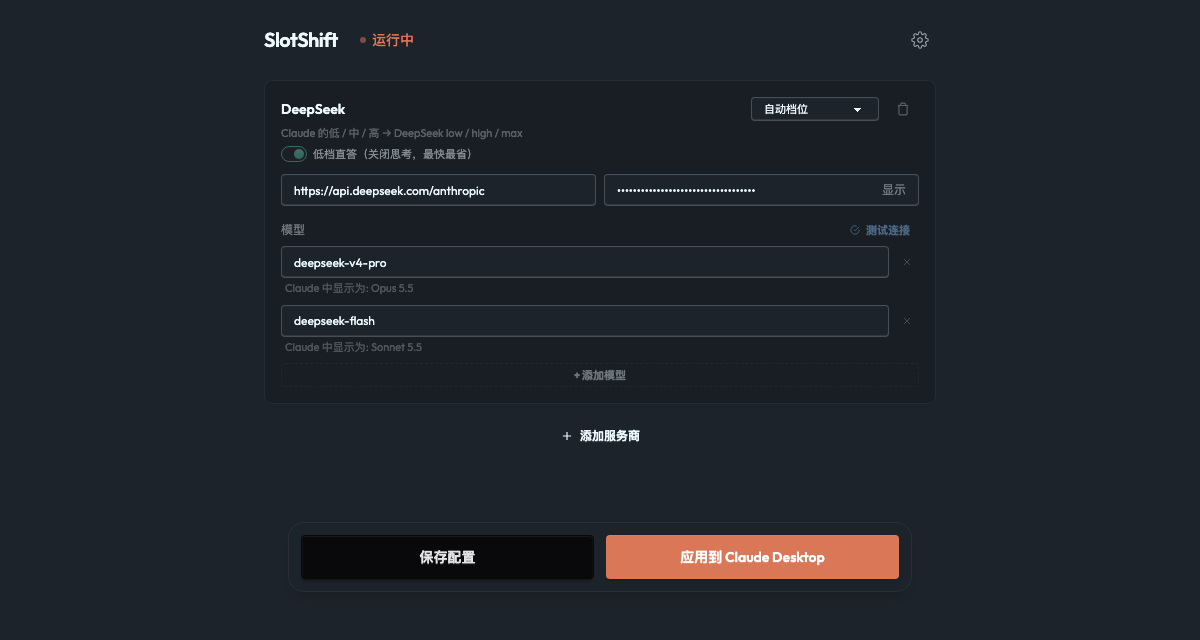 SlotShift 运行中
DeepSeek 自动档位
Claude 的低 / 中 / 高 → DeepSeek low / high / max
低档直答（关闭思考，最快最省）
https://api.deepseek.com/anthropic •••••••••••••••••••••••••••••••••• 显示
模型 测试连接
deepseek-v4-pro
Claude 中显示为: Opus 5.5
deepseek-flash
Claude 中显示为: Sonnet 5.5
+ 添加模型
+ 添加服务商
保存配置 应用到 Claude Desktop